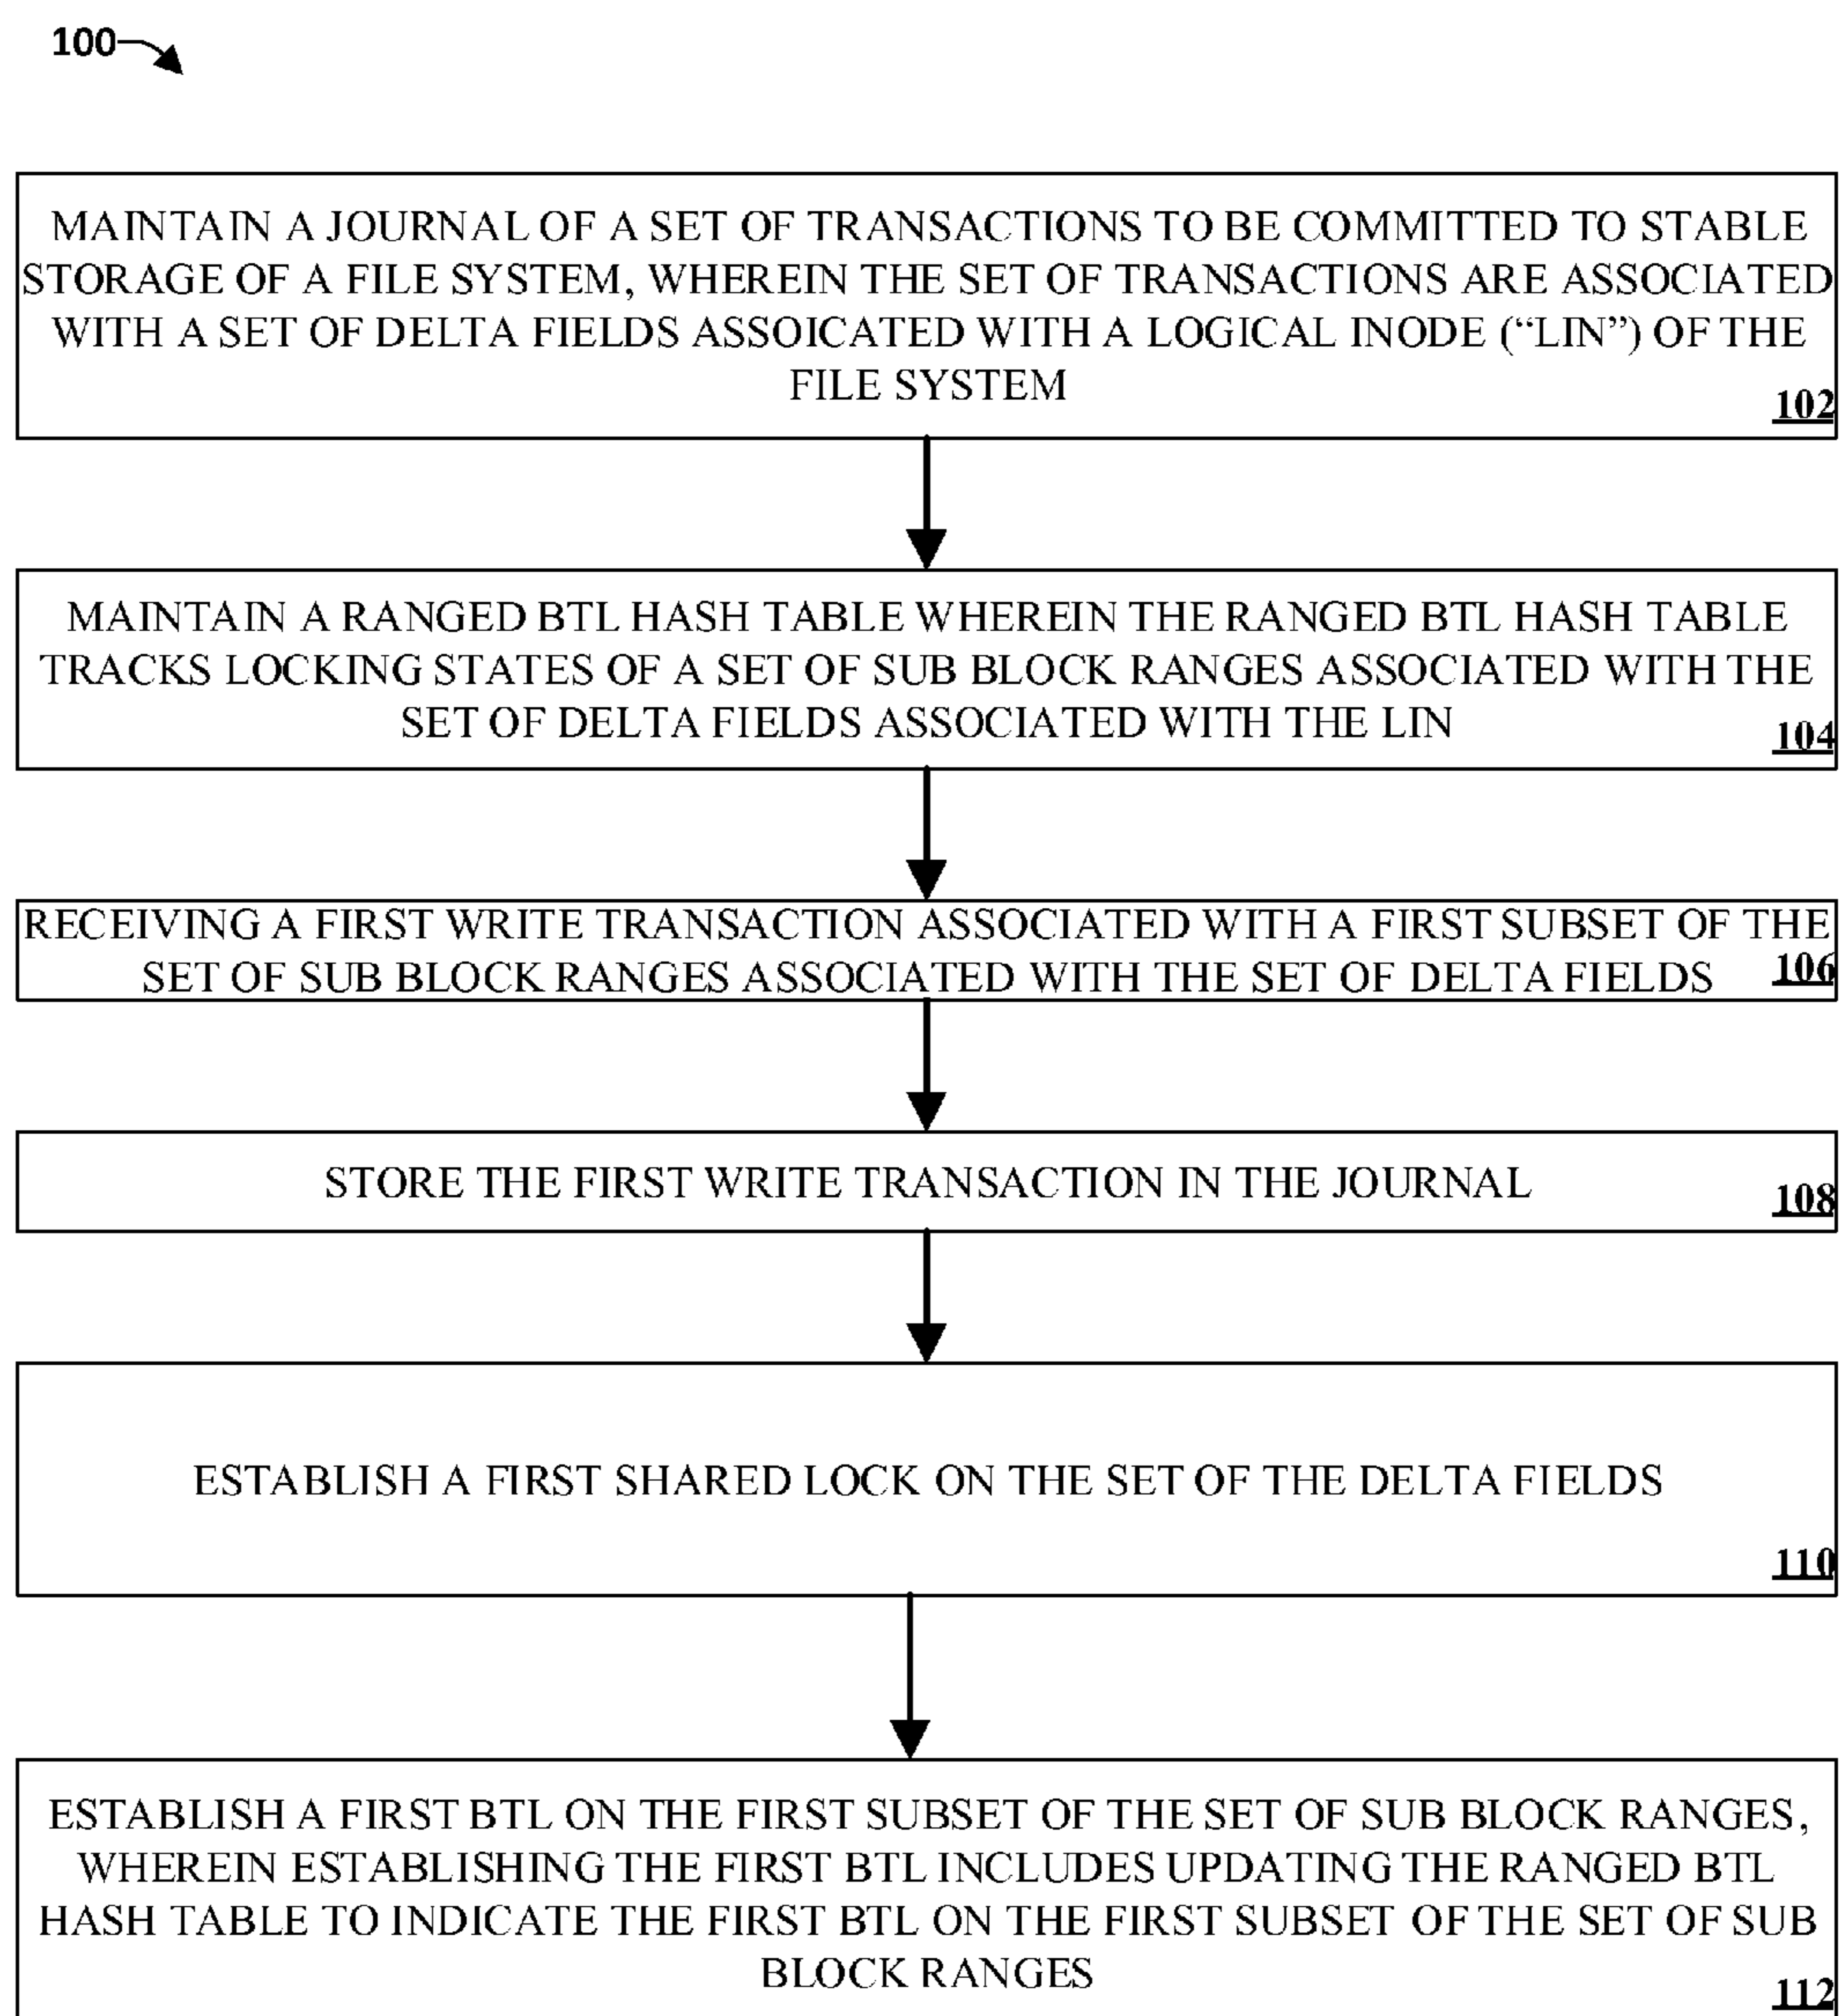 100
MAINTAIN A JOURNAL OF A SET OF TRANSACTIONS TO BE COMMITTED TO STABLE
STORAGE OF A FILE SYSTEM, WHEREIN THE SET OF TRANSACTIONS ARE ASSOCIATED
WITH A SET OF DELTA FIELDS ASSOICATED WITH A LOGICAL INODE (“LIN”) OF THE
FILE SYSTEM
102
MAINTAIN A RANGED BTL HASH TABLE WHEREIN THE RANGED BTL HASH TABLE
TRACKS LOCKING STATES OF A SET OF SUB BLOCK RANGES ASSOCIATED WITH THE
SET OF DELTA FIELDS ASSOCIATED WITH THE LIN
104
RECEIVING A FIRST WRITE TRANSACTION ASSOCIATED WITH A FIRST SUBSET OF THE
SET OF SUB BLOCK RANGES ASSOCIATED WITH THE SET OF DELTA FIELDS
106
STORE THE FIRST WRITE TRANSACTION IN THE JOURNAL
108
ESTABLISH A FIRST SHARED LOCK ON THE SET OF THE DELTA FIELDS
110
ESTABLISH A FIRST BTL ON THE FIRST SUBSET OF THE SET OF SUB BLOCK RANGES,
WHEREIN ESTABLISHING THE FIRST BTL INCLUDES UPDATING THE RANGED BTL
HASH TABLE TO INDICATE THE FIRST BTL ON THE FIRST SUBSET OF THE SET OF SUB
BLOCK RANGES
112